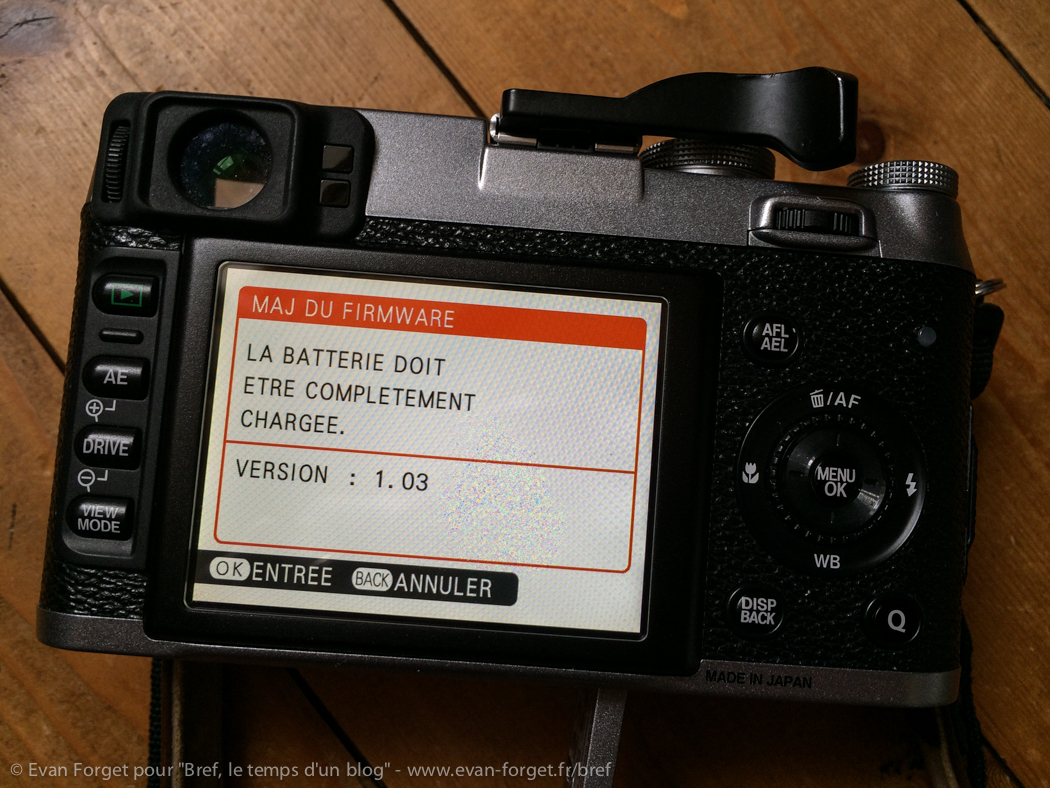 MAJ DU FIRMWARE
LA BATTERIE DOIT
ETRE COMPLETEMENT
CHARGEE.
VERSION : 1.03
OK ENTREE BACK ANNULER
AE
DRIVE
VIEW
MODE
AFL
AEL
/AF
MENU
OK
WB
DISP
BACK
Q
MADE IN JAPAN
© Evan Forget pour "Bref, le temps d'un blog" - www.evan-forget.fr/bref